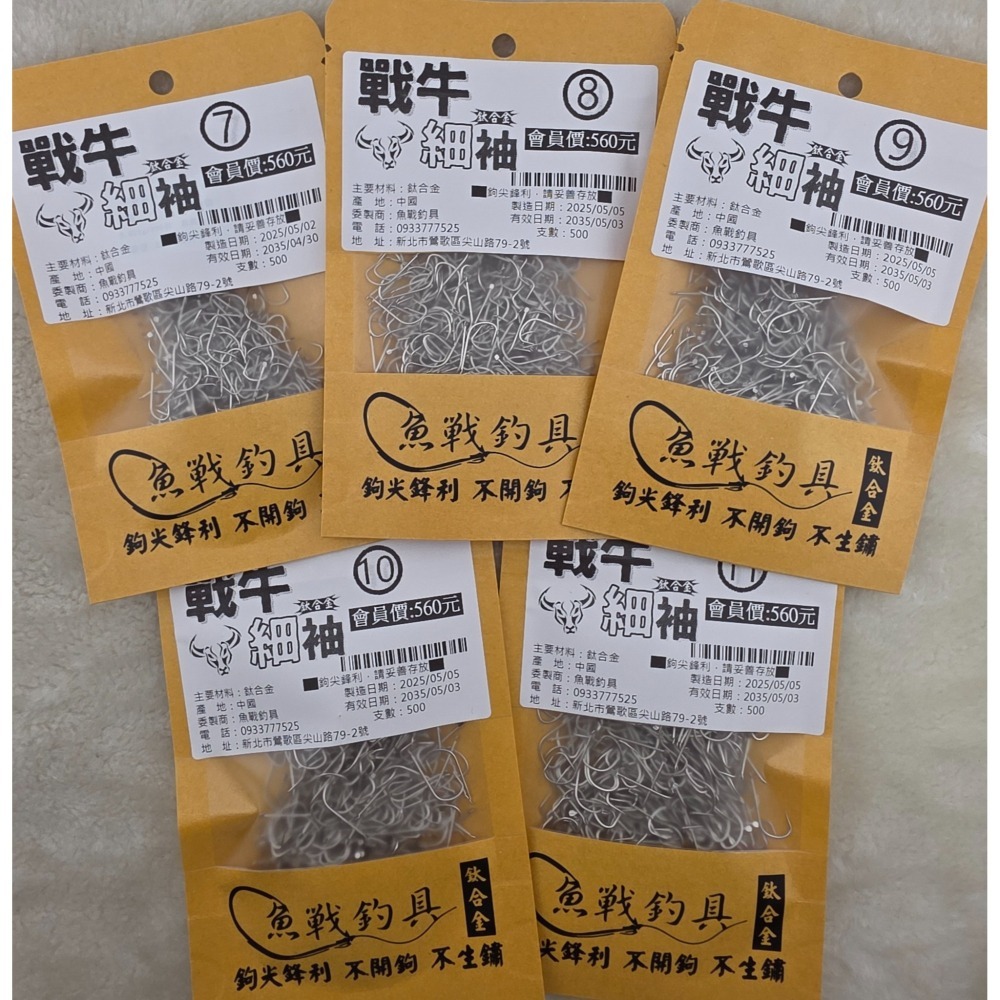 戰牛
⑦
鈦合金
細袖
會員價:560元
鉤尖鋒利，請妥善存放
主要材料：鈦合金
製造日期：2025/05/02
產　地：中國
有效日期：2035/04/30
委製商：魚戰釣具
支數：500
電　話：0933777525
地　址：新北市鶯歌區尖山路79-2號
魚戦釣具
鉤尖鋒利 不開鉤
戰牛
⑧
鈦合金
細袖
會員價:560元
主要材料：鈦合金
鉤尖鋒利，請妥善存放
產　地：中國
製造日期：2025/05/05
委製商：魚戰釣具
有效日期：2035/05/03
電　話：0933777525
支數：500
地　址：新北市鶯歌區尖山路79-2號
魚戦釣具
鉤尖鋒利 不開鉤
戰牛
⑨
鈦合金
細袖
會員價:560元
主要材料：鈦合金
鉤尖鋒利，請妥善存放
產　地：中國
製造日期：2025/05/05
委製商：魚戰釣具
有效日期：2035/05/03
電　話：0933777525
支數：500
地　址：新北市鶯歌區尖山路79-2號
魚戦釣具
鈦合金
鉤尖鋒利 不開鉤 不生鏽
戰牛
⑩
鈦合金
細袖
會員價:560元
主要材料：鈦合金
鉤尖鋒利，請妥善存放
產　地：中國
製造日期：2025/05/05
委製商：魚戰釣具
有效日期：2035/05/03
電　話：0933777525
支數：500
地　址：新北市鶯歌區尖山路79-2號
魚戦釣具
鈦合金
鉤尖鋒利 不開鉤 不生鏽
戰牛
⑪
鈦合金
細袖
會員價:560元
主要材料：鈦合金
鉤尖鋒利，請妥善存放
產　地：中國
製造日期：2025/05/05
委製商：魚戰釣具
有效日期：2035/05/03
電　話：0933777525
支數：500
地　址：新北市鶯歌區尖山路79-2號
魚戦釣具
鈦合金
尖鋒利 不開鉤 不生鏽